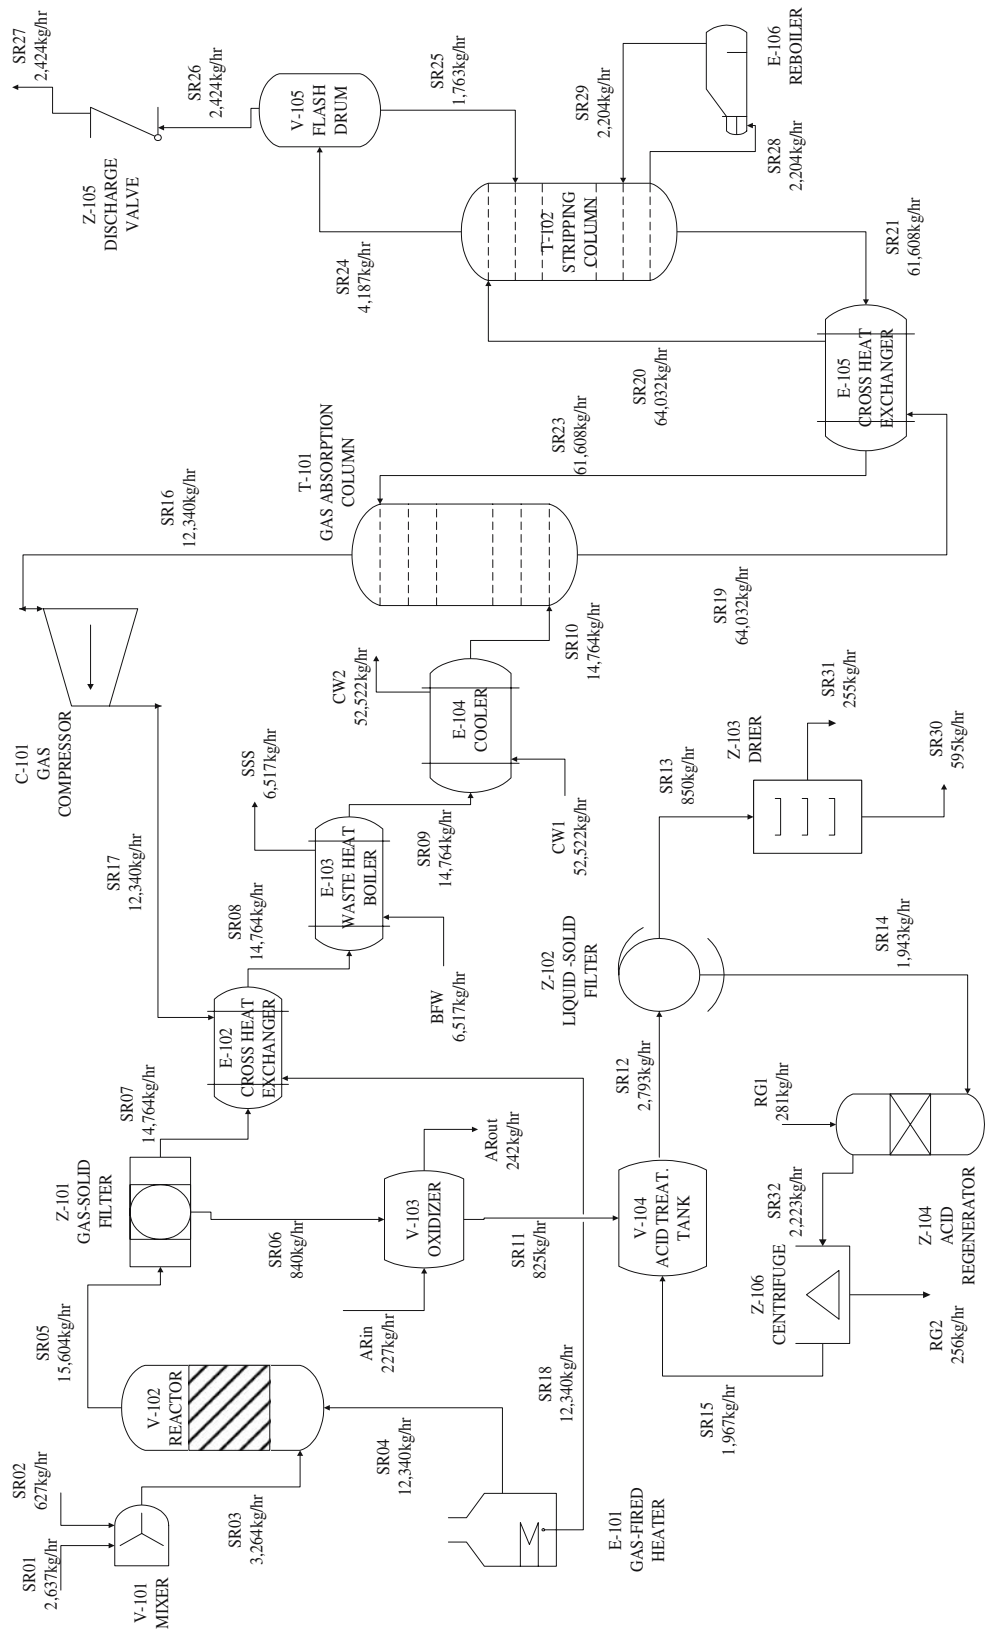 SR01
2,637kg/hr
SR02
627kg/hr
V-101
MIXER
SR03
3,264kg/hr
V-102
REACTOR
SR05
15,604kg/hr
SR04
12,340kg/hr
E-101
GAS-FIRED
HEATER
SR18
12,340kg/hr
Z-101
GAS-SOLID
FILTER
SR07
14,764kg/hr
SR06
840kg/hr
ARin
227kg/hr
V-103
OXIDIZER
ARout
242kg/hr
SR11
825kg/hr
E-102
CROSS HEAT
EXCHANGER
SR17
12,340kg/hr
C-101
GAS
COMPRESSOR
SR16
12,340kg/hr
SR08
14,764kg/hr
E-103
WASTE HEAT
BOILER
BFW
6,517kg/hr
SSS
6,517kg/hr
SR09
14,764kg/hr
E-104
COOLER
CW1
52,522kg/hr
CW2
52,522kg/hr
SR10
14,764kg/hr
T-101
GAS ABSORPTION
COLUMN
SR23
61,608kg/hr
SR19
64,032kg/hr
E-105
CROSS HEAT
EXCHANGER
SR20
64,032kg/hr
SR21
61,608kg/hr
T-102
STRIPPING
COLUMN
SR24
4,187kg/hr
V-105
FLASH
DRUM
SR25
1,763kg/hr
SR26
2,424kg/hr
SR27
2,424kg/hr
Z-105
DISCHARGE
VALVE
SR29
2,204kg/hr
SR28
2,204kg/hr
E-106
REBOILER
V-104
ACID TREAT.
TANK
SR12
2,793kg/hr
Z-102
LIQUID -SOLID
FILTER
SR13
850kg/hr
Z-103
DRIER
SR31
255kg/hr
SR30
595kg/hr
SR14
1,943kg/hr
RG1
281kg/hr
Z-104
ACID
REGENERATOR
SR32
2,223kg/hr
Z-106
CENTRIFUGE
RG2
256kg/hr
SR15
1,967kg/hr